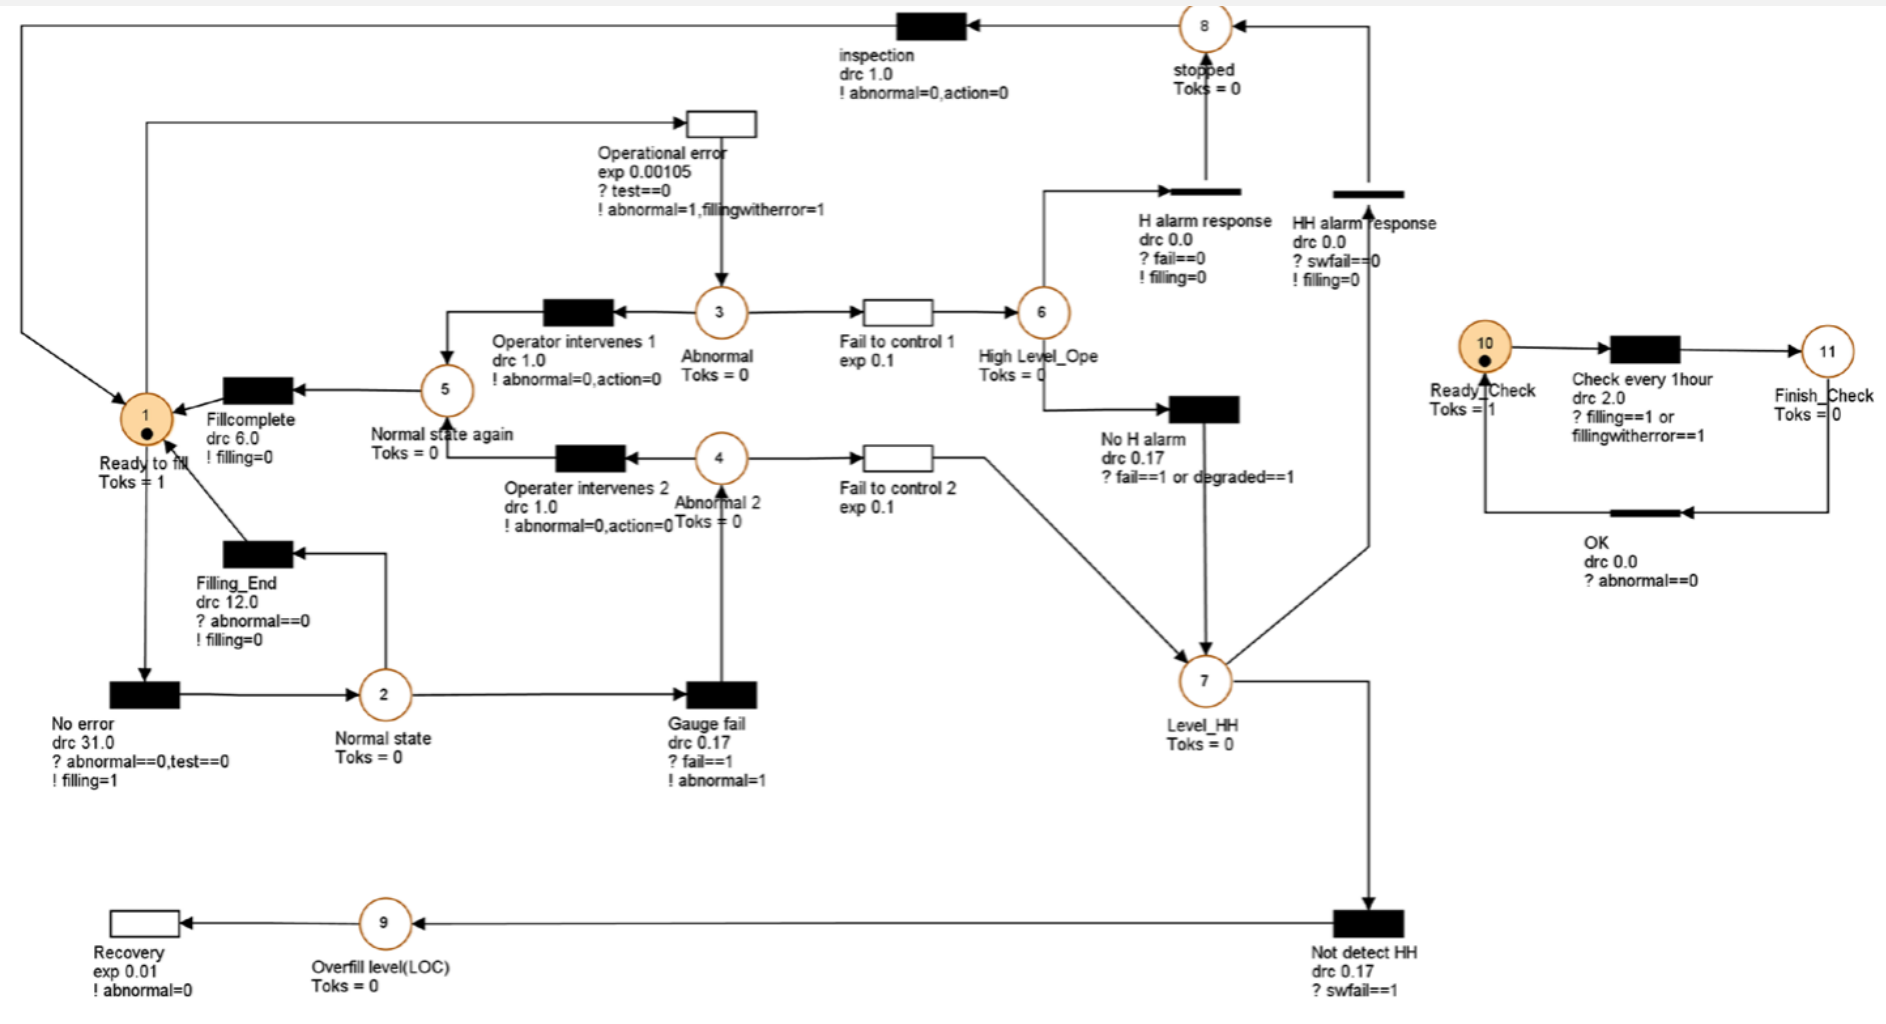 8
stopped
Toks = 0
inspection
drc 1.0
! abnormal=0,action=0
Operational error
exp 0.00105
? test==0
! abnormal=1,fillingwitherror=1
H alarm response
drc 0.0
? fail==0
! filling=0
HH alarm response
drc 0.0
? swfail==0
! filling=0
3
Abnormal
Toks = 0
Operator intervenes 1
drc 1.0
! abnormal=0,action=0
Fail to control 1
exp 0.1
6
High Level_Ope
Toks = 0
10
Ready_Check
Toks = 1
Check every 1hour
drc 2.0
? filling==1 or
fillingwitherror==1
11
Finish_Check
Toks = 0
5
Normal state again
Toks = 0
Fillcomplete
drc 6.0
! filling=0
1
Ready to fill
Toks = 1
No H alarm
drc 0.17
? fail==1 or degraded==1
4
Abnormal 2
Toks = 0
Operater intervenes 2
drc 1.0
! abnormal=0,action=0
Fail to control 2
exp 0.1
OK
drc 0.0
? abnormal==0
Filling_End
drc 12.0
? abnormal==0
! filling=0
2
Normal state
Toks = 0
No error
drc 31.0
? abnormal==0,test==0
! filling=1
Gauge fail
drc 0.17
? fail==1
! abnormal=1
7
Level_HH
Toks = 0
9
Overfill level(LOC)
Toks = 0
Recovery
exp 0.01
! abnormal=0
Not detect HH
drc 0.17
? swfail==1